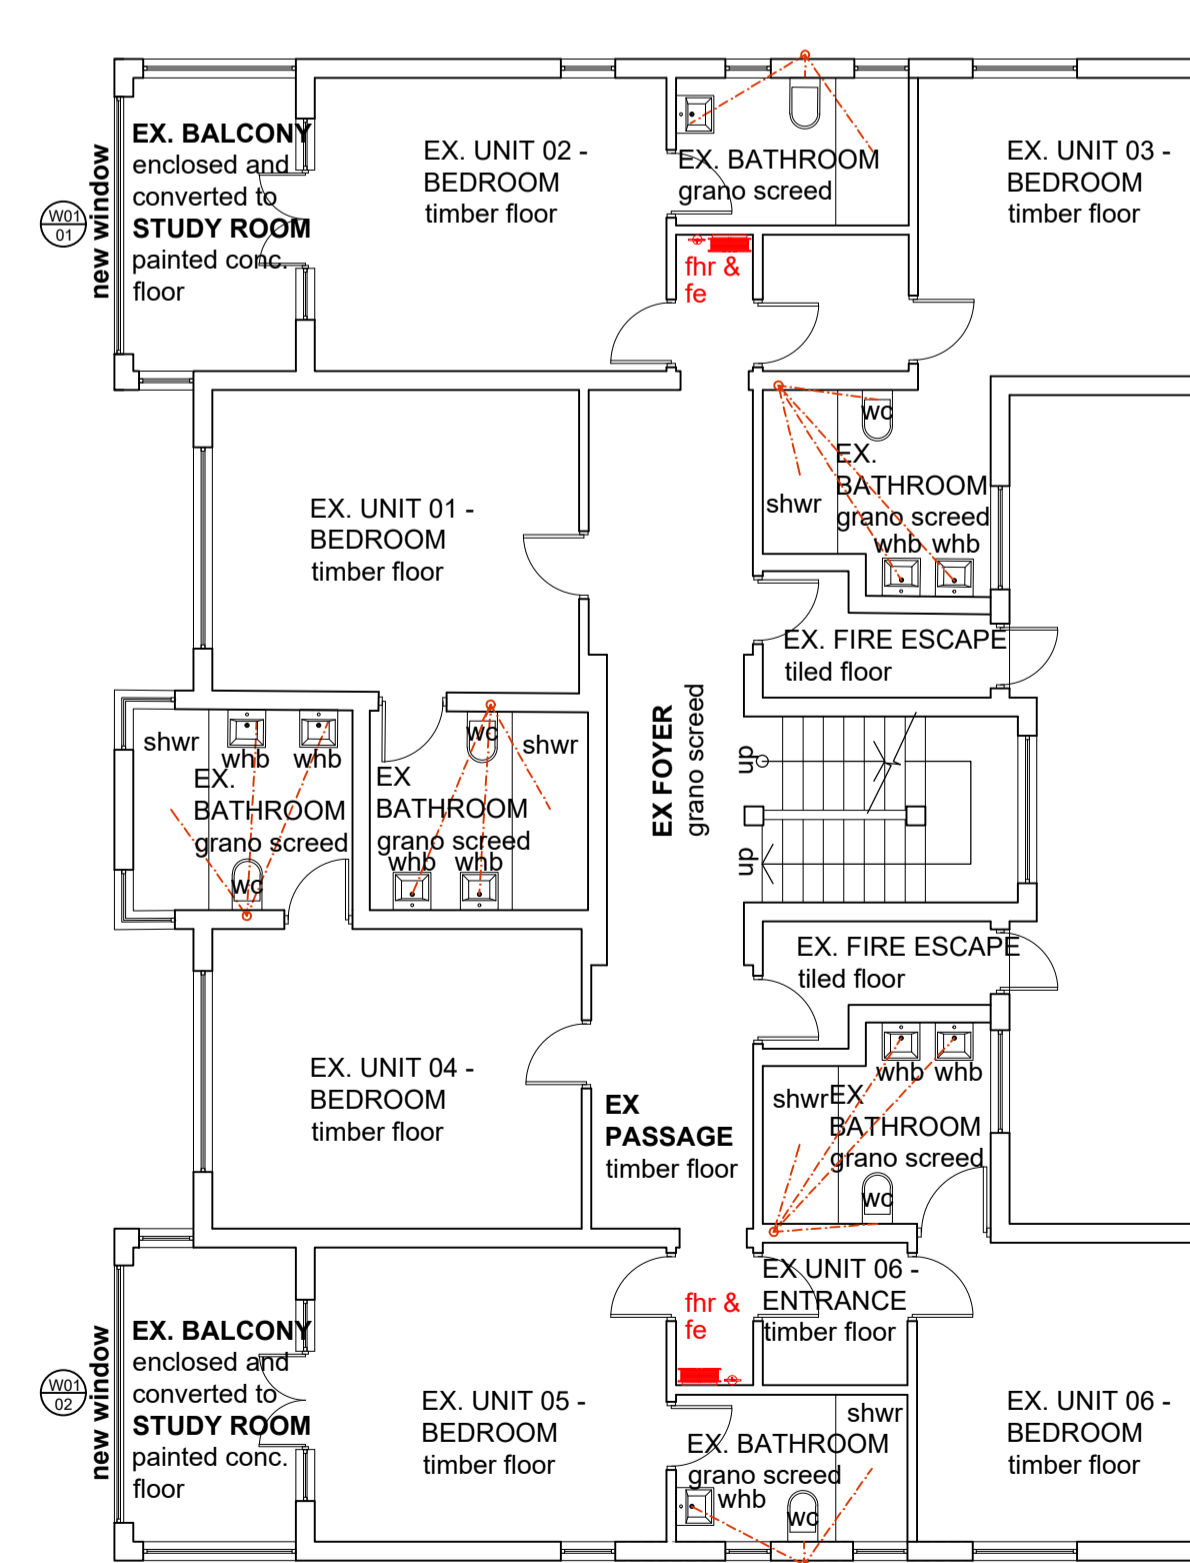 EX. BALCONY
enclosed and
converted to
STUDY ROOM
painted conc.
floor
new window
W01
01
EX. UNIT 02 -
BEDROOM
timber floor
EX. BATHROOM
grano screed
EX. UNIT 03 -
BEDROOM
timber floor
fhr &
fe
EX. UNIT 01 -
BEDROOM
timber floor
wc
EX.
BATHROOM
grano screed
shwr
whb whb
EX. FIRE ESCAPE
tiled floor
EX FOYER
grano screed
up
up
shwr
whb whb
EX.
BATHROOM
grano screed
wc
wc
shwr
EX
BATHROOM
grano screed
whb whb
EX. FIRE ESCAPE
tiled floor
EX. UNIT 04 -
BEDROOM
timber floor
EX
PASSAGE
timber floor
whb whb
shwr
EX
BATHROOM
grano screed
wc
EX UNIT 06 -
ENTRANCE
timber floor
fhr &
fe
EX. BALCONY
enclosed and
converted to
STUDY ROOM
painted conc.
floor
new window
W01
02
EX. UNIT 05 -
BEDROOM
timber floor
shwr
EX. BATHROOM
grano screed
whb
wc
EX. UNIT 06 -
BEDROOM
timber floor